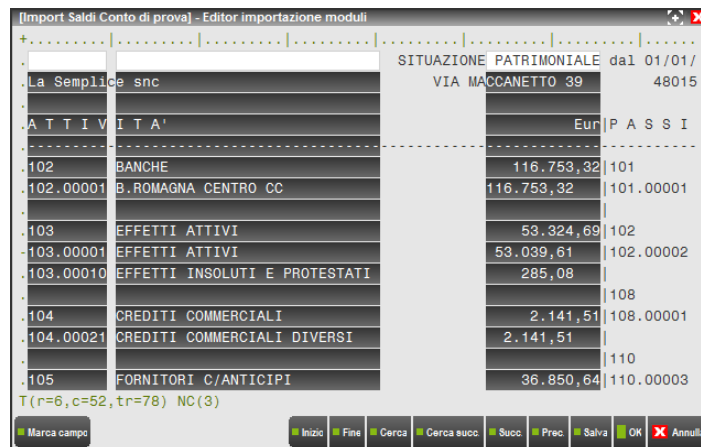 [Import Saldi Conto di prova] - Editor importazione moduli
+.........|.........|.........|.........|.........|.........|.........|......
. SITUAZIONE PATRIMONIALE dal 01/01/
.La Semplice snc VIA MACCANETTO 39 48015
.
.A T T I V I T A' Eur|P A S S I
.----------------------------------------------------------------------------
.102 BANCHE 116.753,32|101
.102.00001 B.ROMAGNA CENTRO CC 116.753,32 |101.00001
. |
.103 EFFETTI ATTIVI 53.324,69|102
-103.00001 EFFETTI ATTIVI 53.039,61 |102.00002
.103.00010 EFFETTI INSOLUTI E PROTESTATI 285,08 |
. |108
.104 CREDITI COMMERCIALI 2.141,51|108.00001
.104.00021 CREDITI COMMERCIALI DIVERSI 2.141,51 |
. |110
.105 FORNITORI C/ANTICIPI 36.850,64|110.00003
T(r=6,c=52,tr=78) NC(3)
Marca campo Inizio Fine Cerca Cerca succ. Succ. Prec. Salva OK Annulla